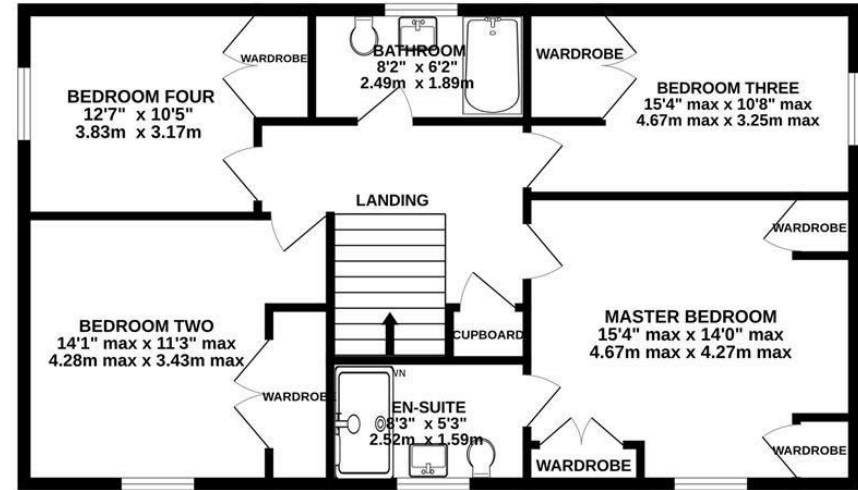 WARDROBE
BATHROOM
8'2" x 6'2"
2.49m x 1.89m
WARDROBE
BEDROOM FOUR
12'7" x 10'5"
3.83m x 3.17m
BEDROOM THREE
15'4" max x 10'8" max
4.67m max x 3.25m max
LANDING
WARDROBE
BEDROOM TWO
14'1" max x 11'3" max
4.28m max x 3.43m max
CUPBOARD
MASTER BEDROOM
15'4" max x 14'0" max
4.67m max x 4.27m max
WARDROBE
EN-SUITE
8'3" x 5'3"
2.52m x 1.59m
WARDROBE
WARDROBE